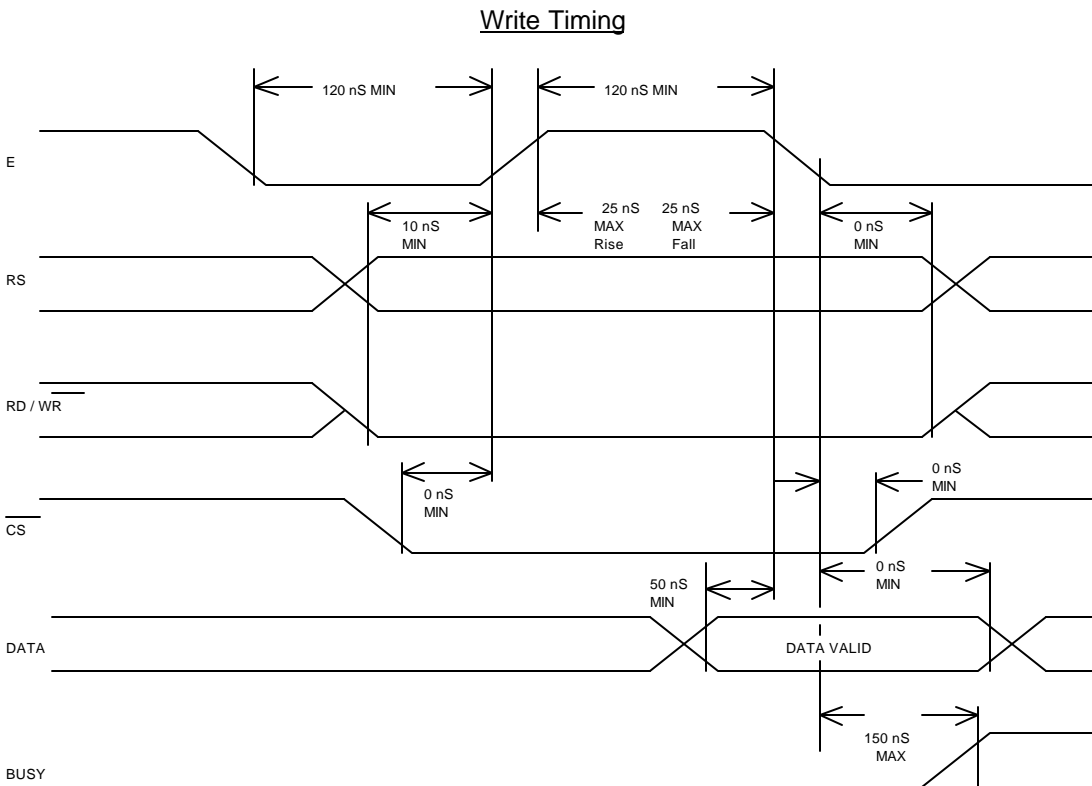 Write Timing
120 nS MIN
120 nS MIN
E
10 nS
MIN
25 nS
MAX
Rise
25 nS
MAX
Fall
0 nS
MIN
RS
RD / WR
0 nS
MIN
0 nS
MIN
CS
50 nS
MIN
0 nS
MIN
DATA
DATA VALID
150 nS
MAX
BUSY